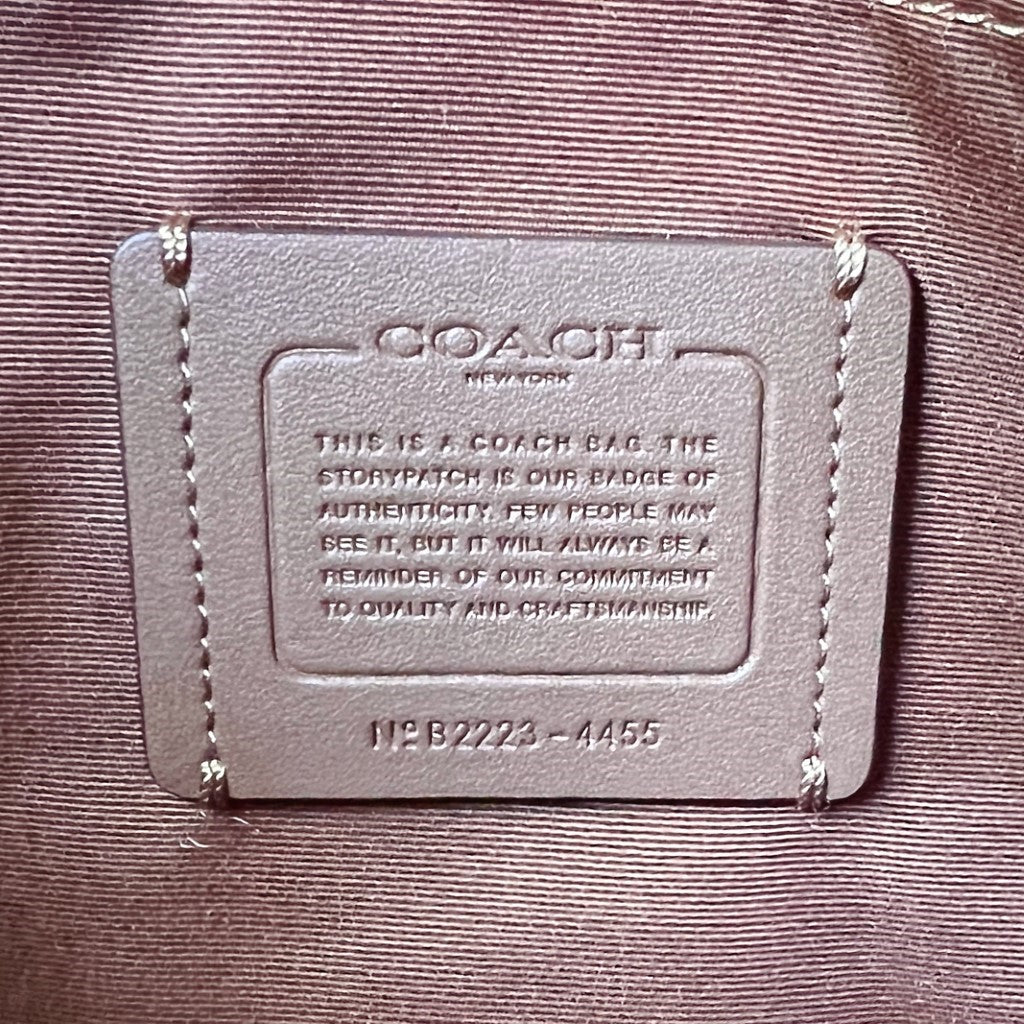 COACH
NEW YORK
THIS IS A COACH BAG. THE
STORYPATCH IS OUR BADGE OF
AUTHENTICITY. FEW PEOPLE MAY
SEE IT, BUT IT WILL ALWAYS BE A
REMINDER OF OUR COMMITMENT
TO QUALITY AND CRAFTSMANSHIP.
Nº B2223-4455